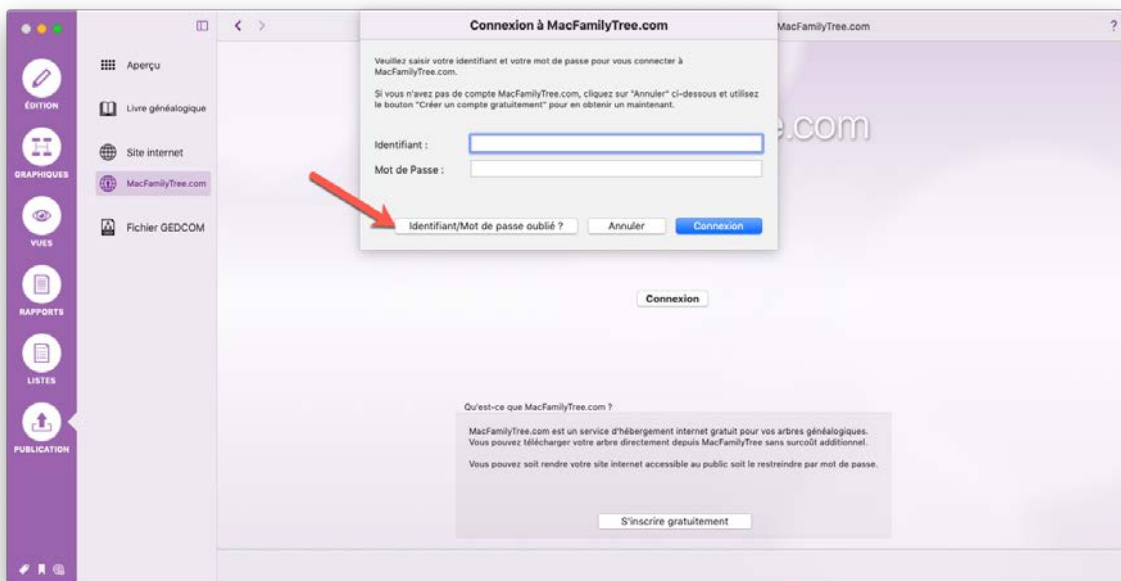 Connexion à MacFamilyTree.com
MacFamilyTree.com
?
Veuillez saisir votre identifiant et votre mot de passe pour vous connecter à
MacFamilyTree.com.
Si vous n'avez pas de compte MacFamilyTree.com, cliquez sur "Annuler" ci-dessous et utilisez
le bouton "Créer un compte gratuitement" pour en obtenir un maintenant.
Identifiant :
Mot de Passe :
Identifiant/Mot de passe oublié ?
Annuler
Connexion
ÉDITION
GRAPHIQUES
VUES
RAPPORTS
LISTES
PUBLICATION
Aperçu
Livre généalogique
Site internet
MacFamilyTree.com
Fichier GEDCOM
.com
Connexion
Qu'est-ce que MacFamilyTree.com ?
MacFamilyTree.com est un service d'hébergement internet gratuit pour vos arbres généalogiques.
Vous pouvez télécharger votre arbre directement depuis MacFamilyTree sans surcoût additionnel.
Vous pouvez soit rendre votre site internet accessible au public soit le restreindre par mot de passe.
S'inscrire gratuitement